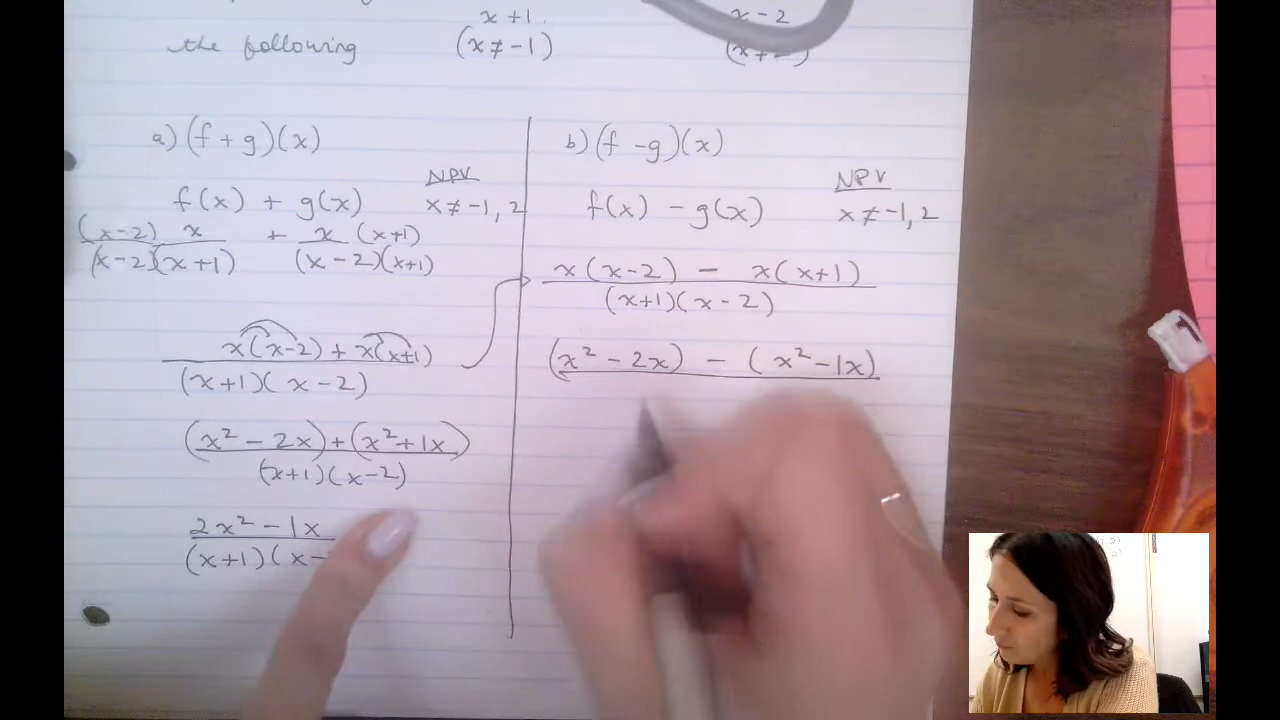 x + 1
x - 2
the following
(x ≠ -1)
a) (f + g)(x)
f(x) + g(x)
NPV
x ≠ -1, 2
(x-2) x + x (x+1)
(x-2)(x+1) (x-2)(x+1)
x(x-2) + x(x+1)
(x+1)(x-2)
(x² - 2x) + (x² + 1x)
(x+1)(x-2)
2x² - 1x
(x+1)(x-
b) (f - g)(x)
f(x) - g(x)
NPV
x ≠ -1, 2
x(x-2) - x(x+1)
(x+1)(x-2)
(x² - 2x) - (x² - 1x)